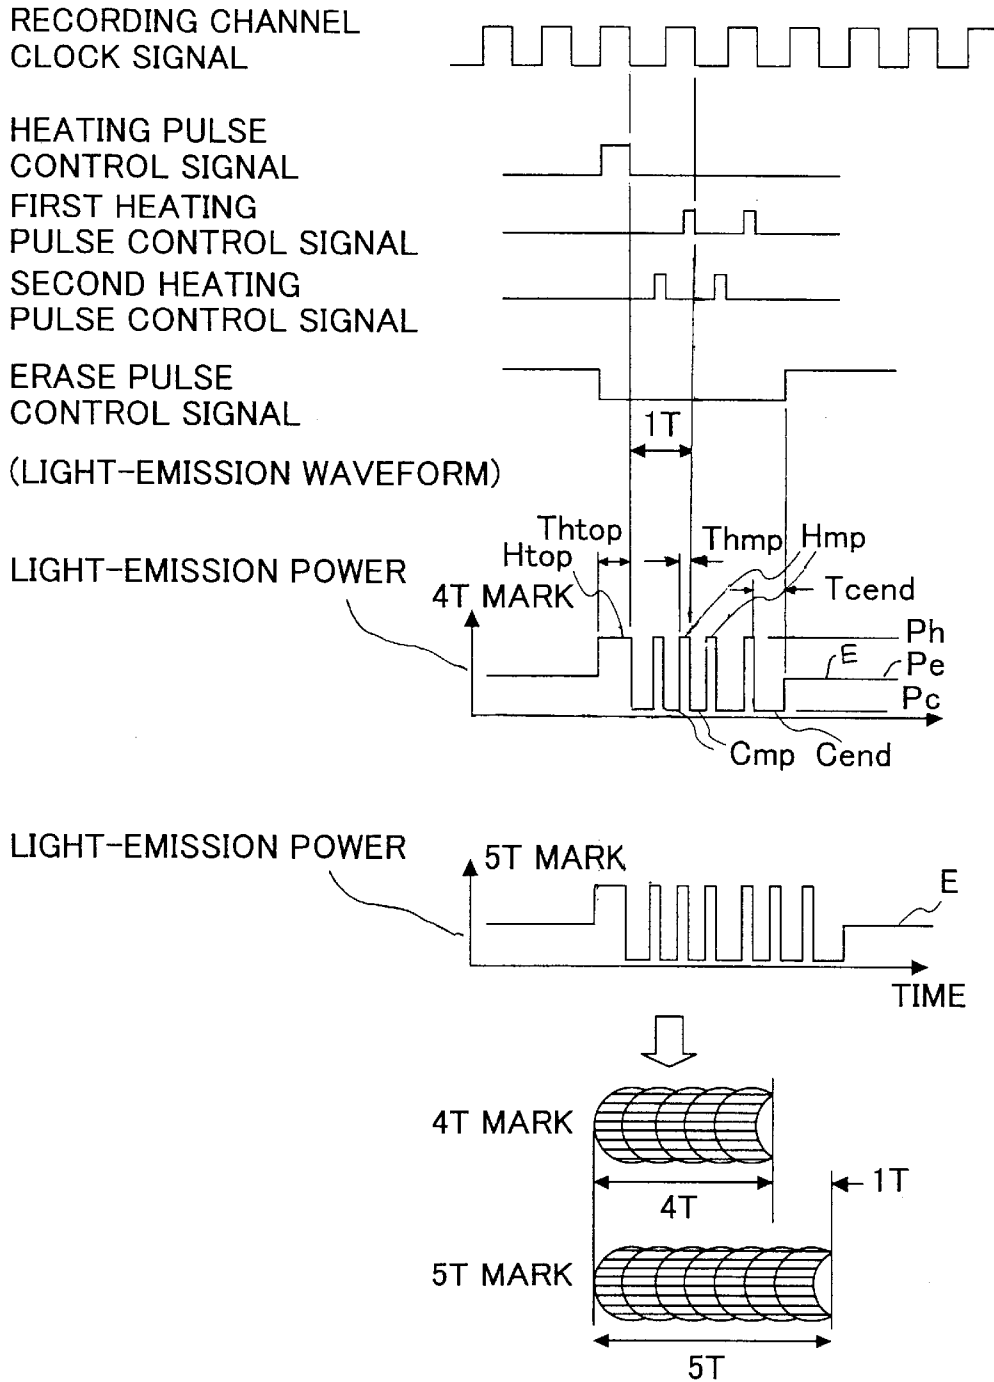 RECORDING CHANNEL
CLOCK SIGNAL
HEATING PULSE
CONTROL SIGNAL
FIRST HEATING
PULSE CONTROL SIGNAL
SECOND HEATING
PULSE CONTROL SIGNAL
ERASE PULSE
CONTROL SIGNAL
1T
(LIGHT-EMISSION WAVEFORM)
Thtop
Htop
Thmp
Hmp
LIGHT-EMISSION POWER
4T MARK
Tcend
Ph
E
Pe
Pc
Cmp
Cend
LIGHT-EMISSION POWER
5T MARK
E
TIME
4T MARK
4T
1T
5T MARK
5T